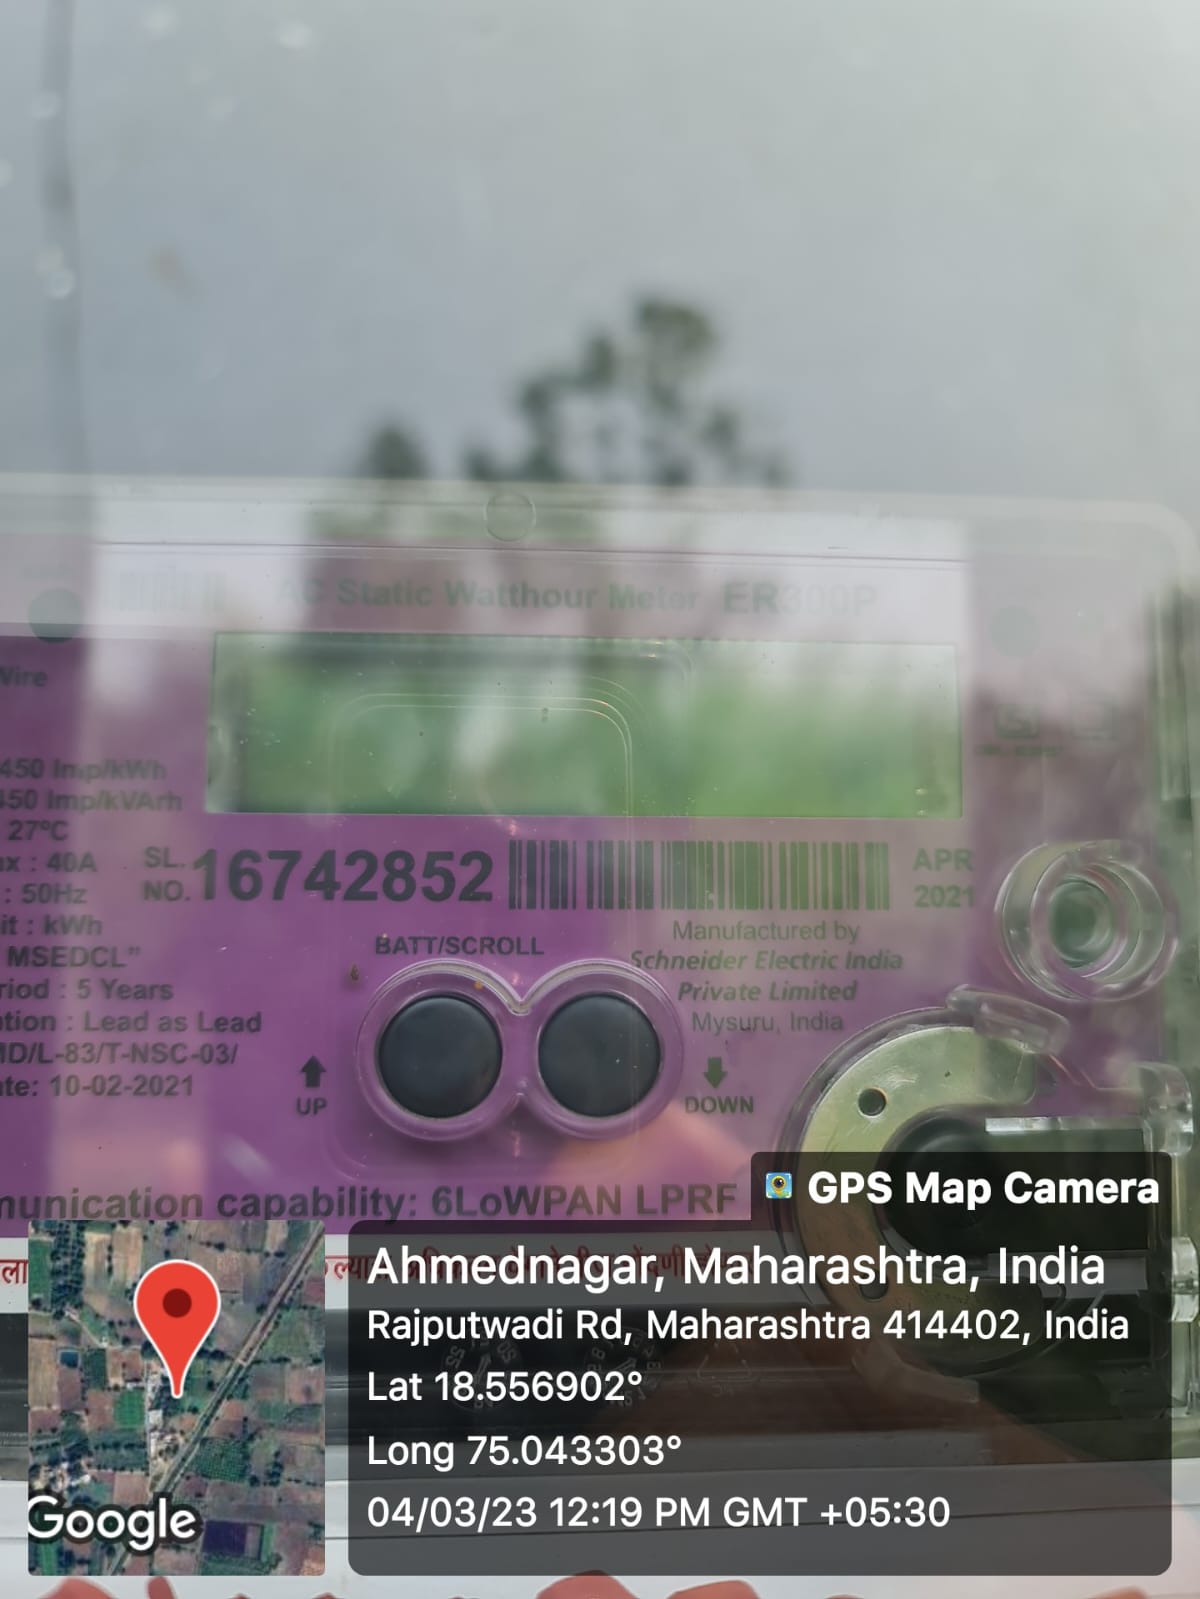 AC Static Watthour Meter ER300P
Wire
450 Imp/kWh
450 Imp/kVArh
27°C
ax : 40A
: 50Hz
it : kWh
MSEDCL"
riod : 5 Years
ation : Lead as Lead
MD/L-83/T-NSC-03/
ate: 10-02-2021
SL.
NO. 16742852
APR
2021
BATT/SCROLL
Manufactured by
Schneider Electric India
Private Limited
Mysuru, India
UP
DOWN
munication capability: 6LoWPAN LPRF
GPS Map Camera
Ahmednagar, Maharashtra, India
Rajputwadi Rd, Maharashtra 414402, India
Lat 18.556902°
Long 75.043303°
04/03/23 12:19 PM GMT +05:30
Google